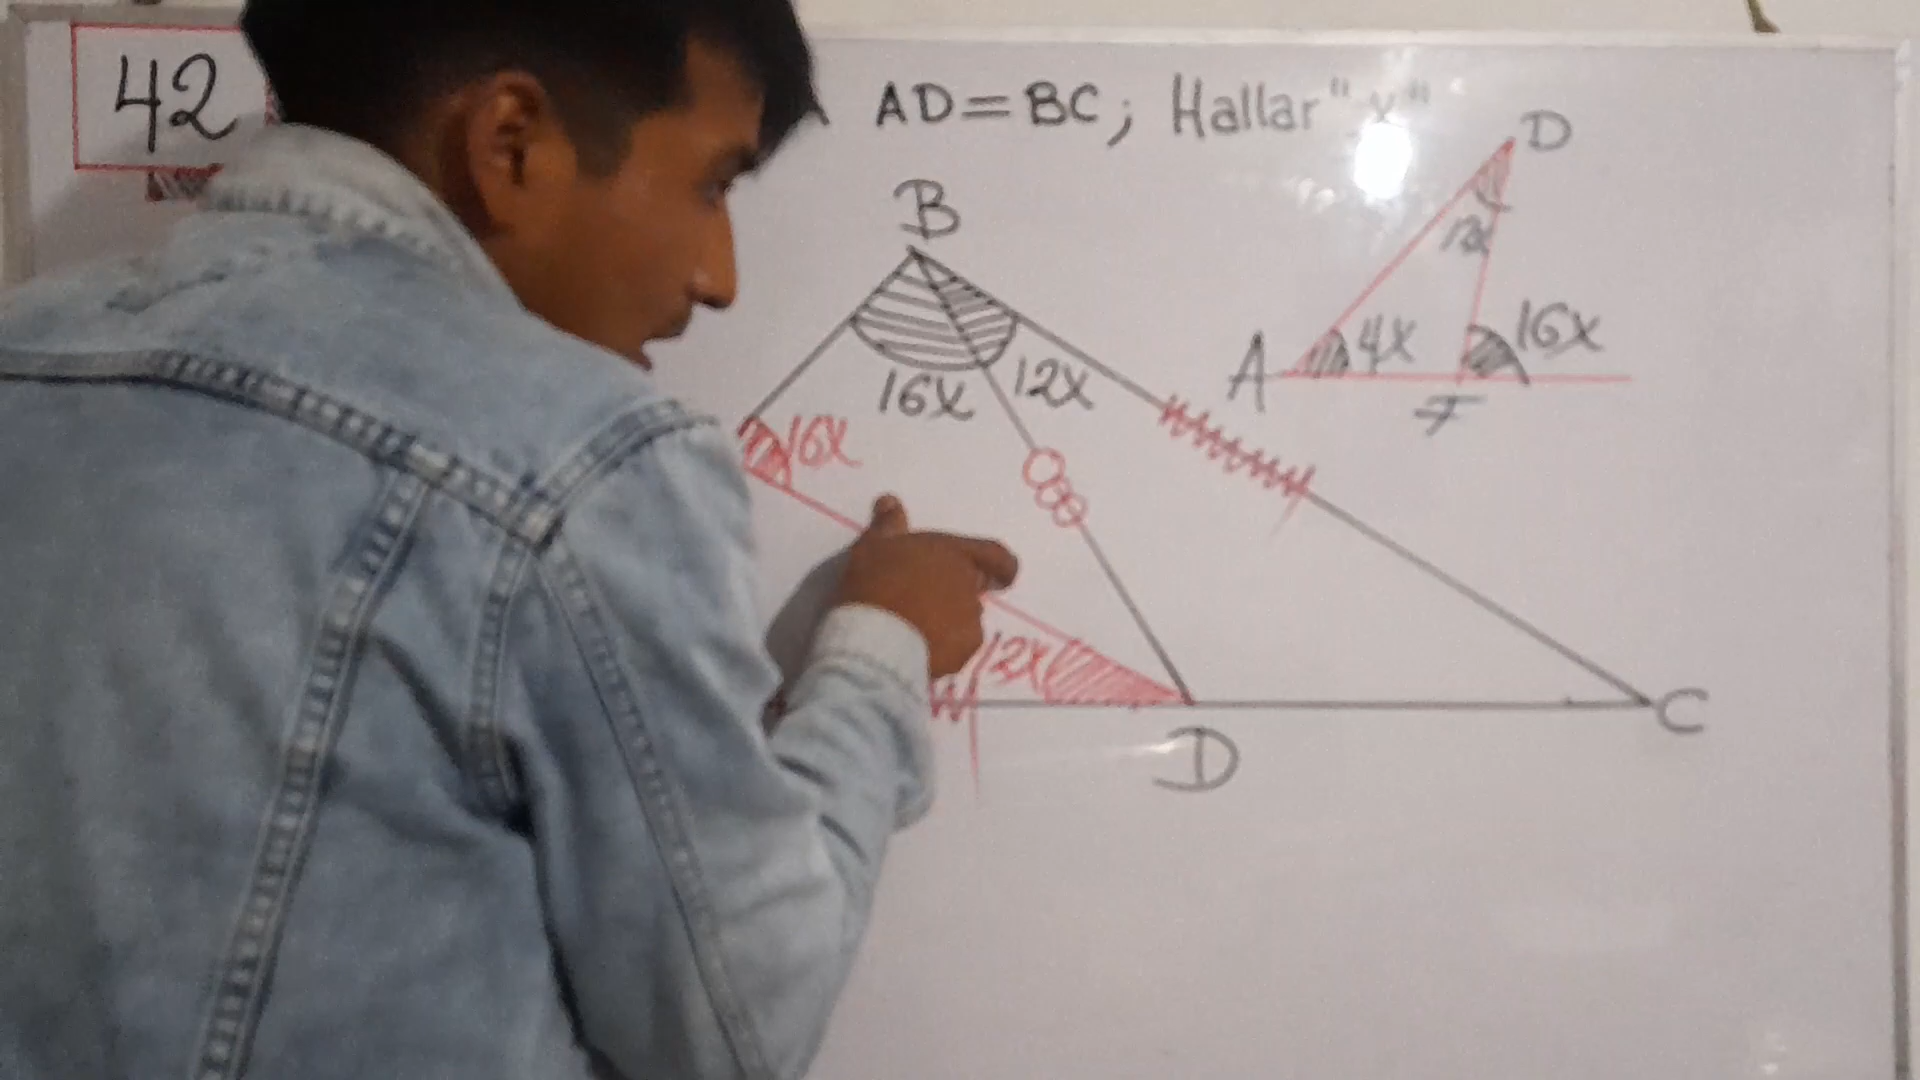 42
AD=BC; Hallar "x"
D
B
12x
4x
16x
A
F
16x
12x
16x
12x
D
C